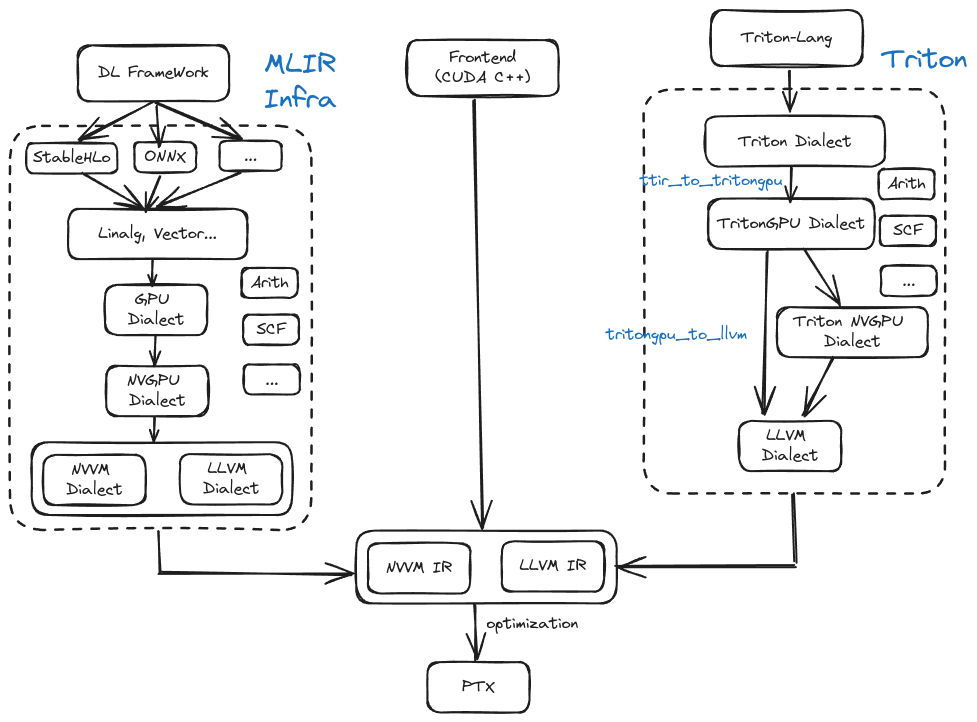 DL FrameWork
MLIR
Infra
StableHLo
ONNX
...
Linalg, Vector...
GPU
Dialect
NVGPU
Dialect
Arith
SCF
...
NVVM
Dialect
LLVM
Dialect
Frontend
(CUDA C++)
Triton-Lang
Triton
Triton Dialect
ttir_to_tritongpu
TritonGPU Dialect
Arith
SCF
...
Triton NVGPU
Dialect
tritongpu_to_llvm
LLVM
Dialect
NVVM IR
LLVM IR
optimization
PTX